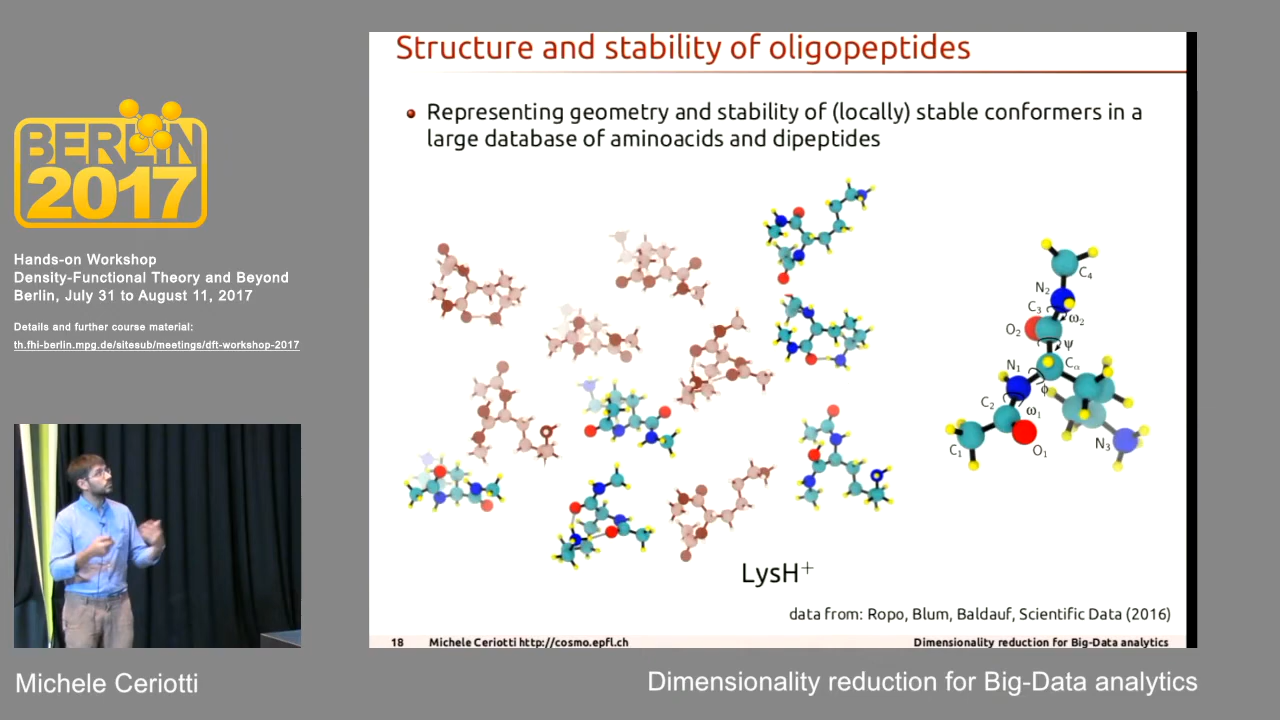 BERLIN
2017
Hands-on Workshop
Density-Functional Theory and Beyond
Berlin, July 31 to August 11, 2017
Details and further course material:
th.fhi-berlin.mpg.de/sitesub/meetings/dft-workshop-2017
Structure and stability of oligopeptides
Representing geometry and stability of (locally) stable conformers in a
large database of aminoacids and dipeptides
C₄
N₂
C₃
ω₂
O₂
ψ
N₁
Cα
ϕ
C₂
ω₁
C₁
O₁
N₃
LysH⁺
data from: Ropo, Blum, Baldauf, Scientific Data (2016)
18 Michele Ceriotti http://cosmo.epfl.ch Dimensionality reduction for Big-Data analytics
Michele Ceriotti
Dimensionality reduction for Big-Data analytics